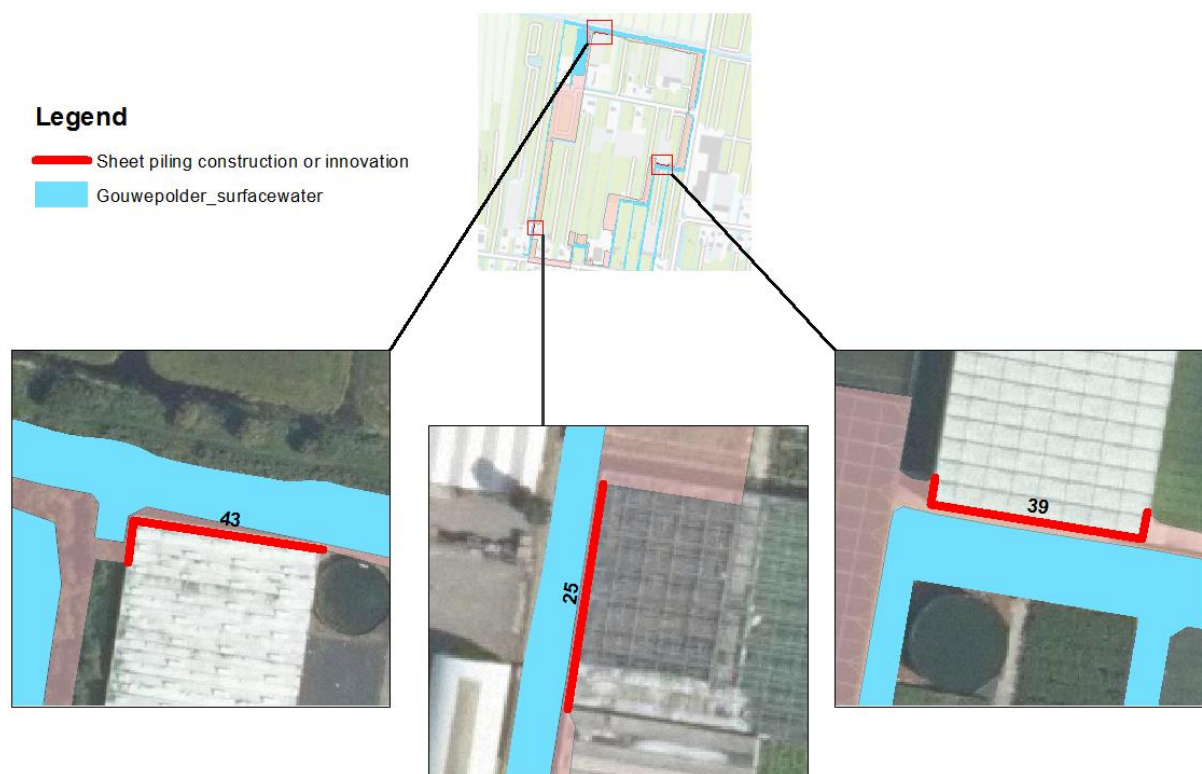 Legend
Sheet piling construction or innovation
Gouwepolder_surfacewater
43
25
39